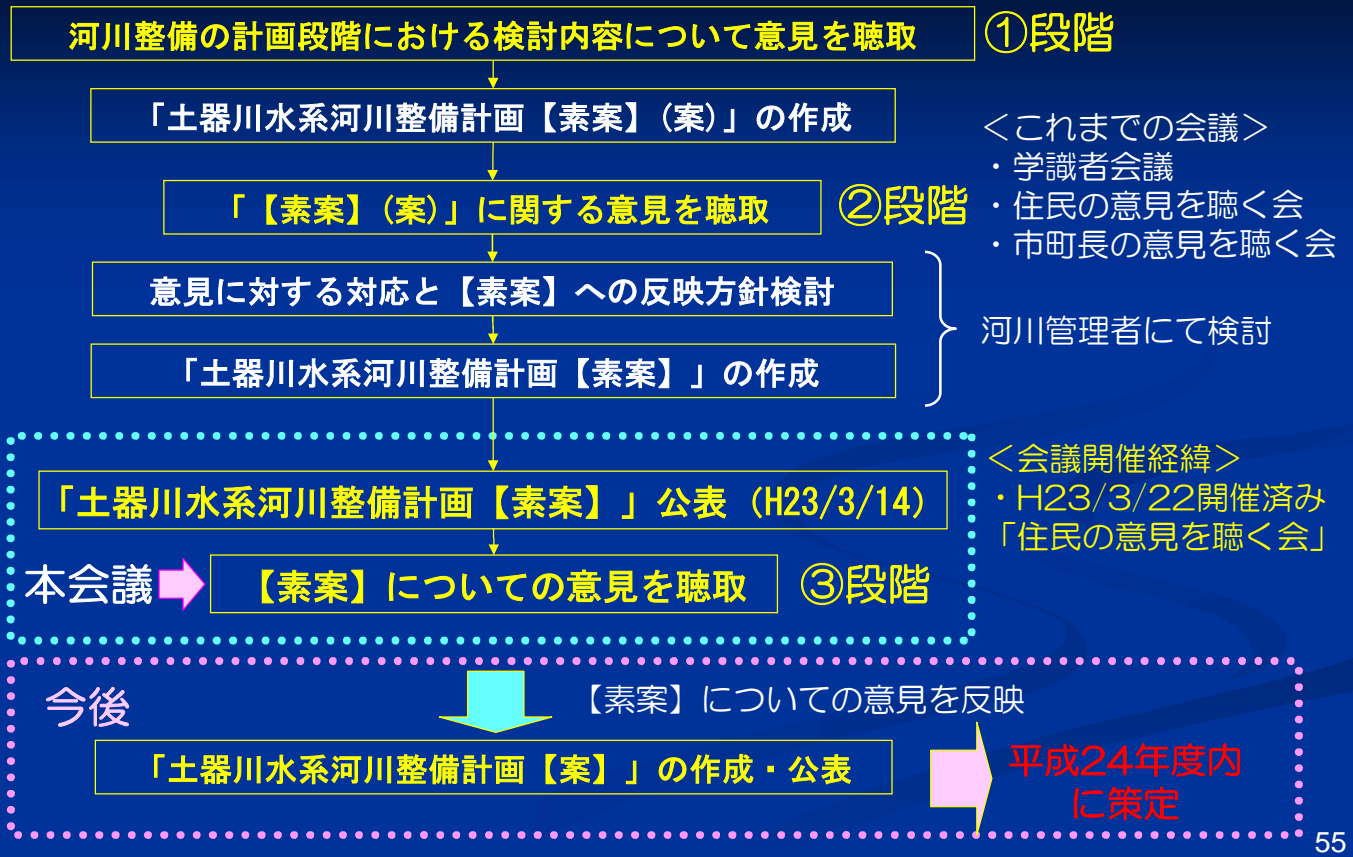 河川整備の計画段階における検討内容について意見を聴取
①段階
「土器川水系河川整備計画【素案】(案)」の作成
＜これまでの会議＞
・学識者会議
・住民の意見を聴く会
・市町長の意見を聴く会
「【素案】(案)」に関する意見を聴取
②段階
意見に対する対応と【素案】への反映方針検討
河川管理者にて検討
「土器川水系河川整備計画【素案】」の作成
「土器川水系河川整備計画【素案】」公表（H23/3/14）
＜会議開催経緯＞
・H23/3/22開催済み
「住民の意見を聴く会」
本会議
【素案】についての意見を聴取
③段階
今後
【素案】についての意見を反映
「土器川水系河川整備計画【案】」の作成・公表
平成24年度内
に策定
55